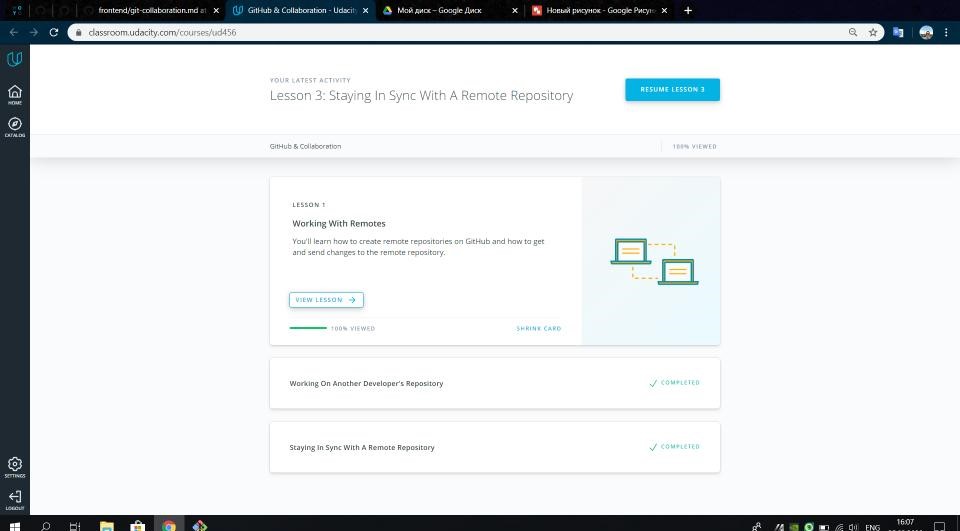 frontend/git-collaboration.md at
GitHub & Collaboration - Udacity
Мой диск – Google Диск
Новый рисунок - Google Рисун
classroom.udacity.com/courses/ud456
HOME
CATALOG
SETTINGS
LOGOUT
YOUR LATEST ACTIVITY
Lesson 3: Staying In Sync With A Remote Repository
RESUME LESSON 3
GitHub & Collaboration
100% VIEWED
LESSON 1
Working With Remotes
You'll learn how to create remote repositories on GitHub and how to get
and send changes to the remote repository.
VIEW LESSON
100% VIEWED
SHRINK CARD
Working On Another Developer's Repository
COMPLETED
Staying In Sync With A Remote Repository
COMPLETED
ENG
16:07